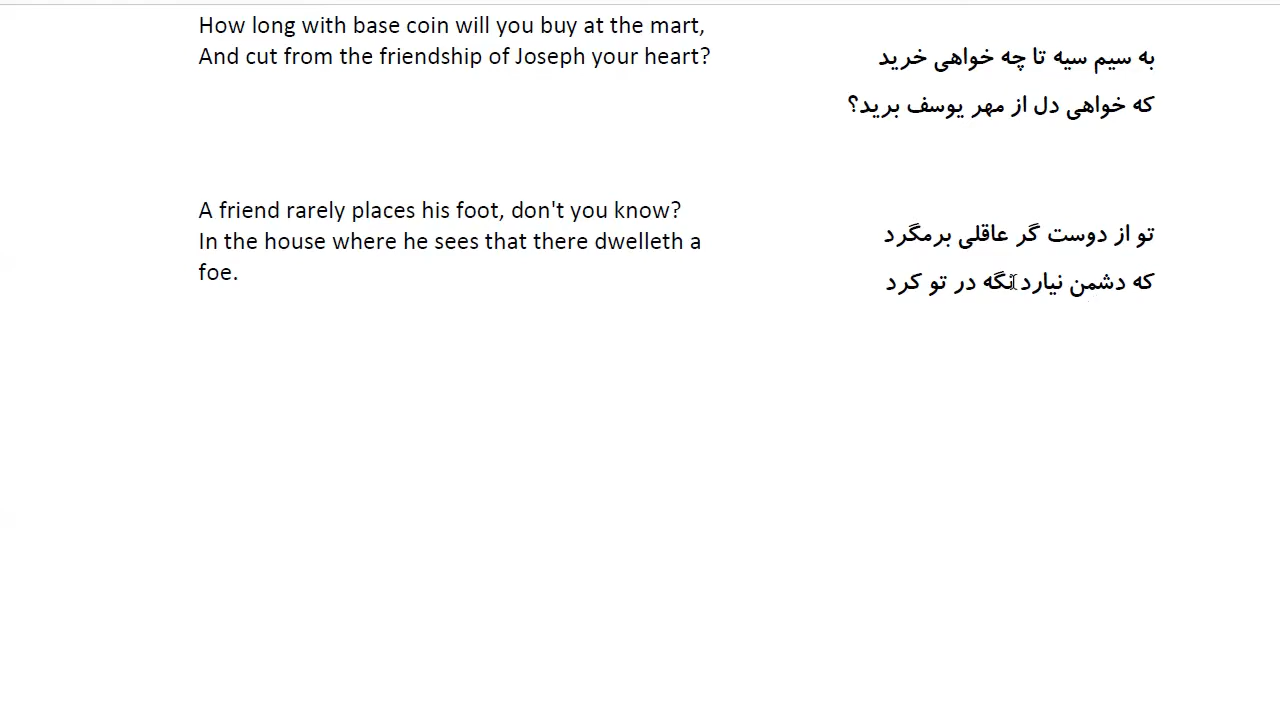 How long with base coin will you buy at the mart,
And cut from the friendship of Joseph your heart?
به سیم سیه تا چه خواهی خرید
که خواهی دل از مهر یوسف برید؟
A friend rarely places his foot, don't you know?
In the house where he sees that there dwelleth a
foe.
تو از دوست گر عاقلی برمگرد
که دشمن نیارد نگه در تو کرد